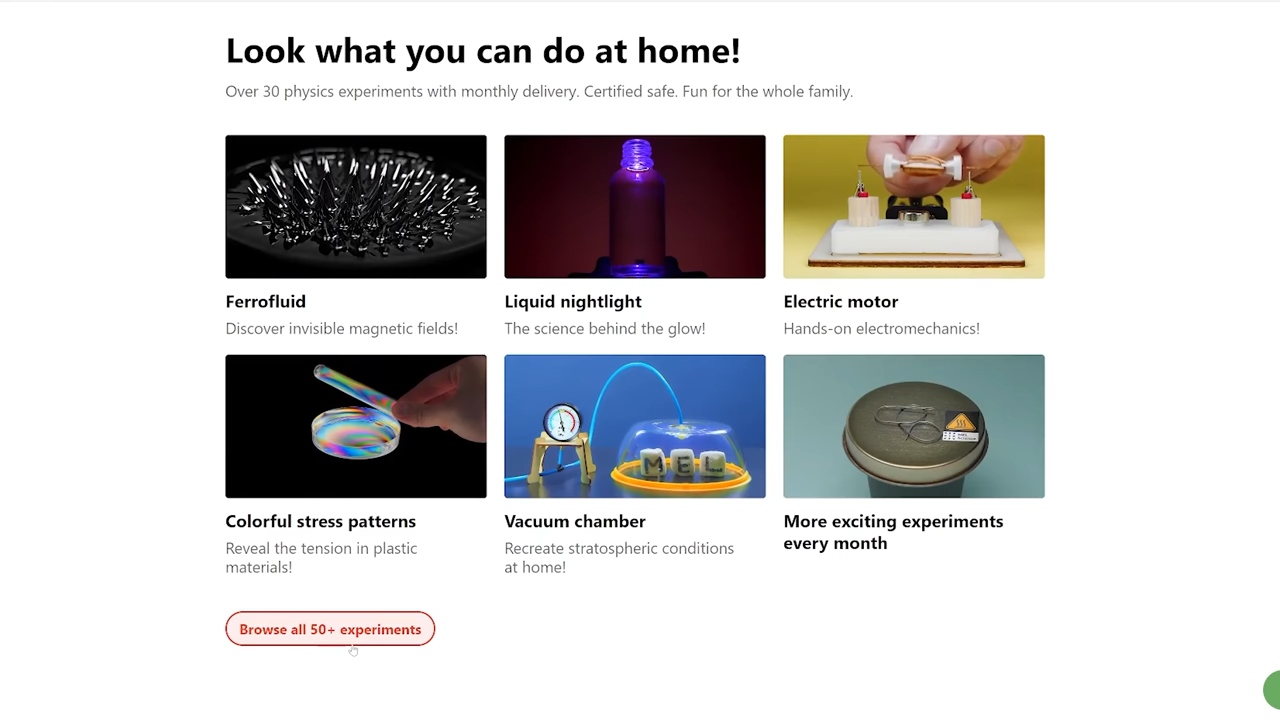 Look what you can do at home!
Over 30 physics experiments with monthly delivery. Certified safe. Fun for the whole family.
Ferrofluid
Discover invisible magnetic fields!
Liquid nightlight
The science behind the glow!
Electric motor
Hands-on electromechanics!
MEL
Colorful stress patterns
Reveal the tension in plastic
materials!
Vacuum chamber
Recreate stratospheric conditions
at home!
More exciting experiments
every month
Browse all 50+ experiments